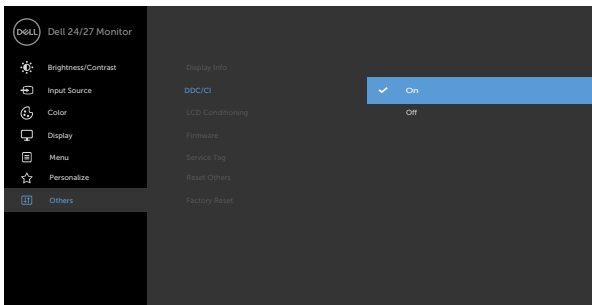 DELL
Dell 24/27 Monitor
Brightness/Contrast
Input Source
Color
Display
Menu
Personalize
Others
Display Info
DDC/CI
LCD Conditioning
Firmware
Service Tag
Reset Others
Factory Reset
On
Off